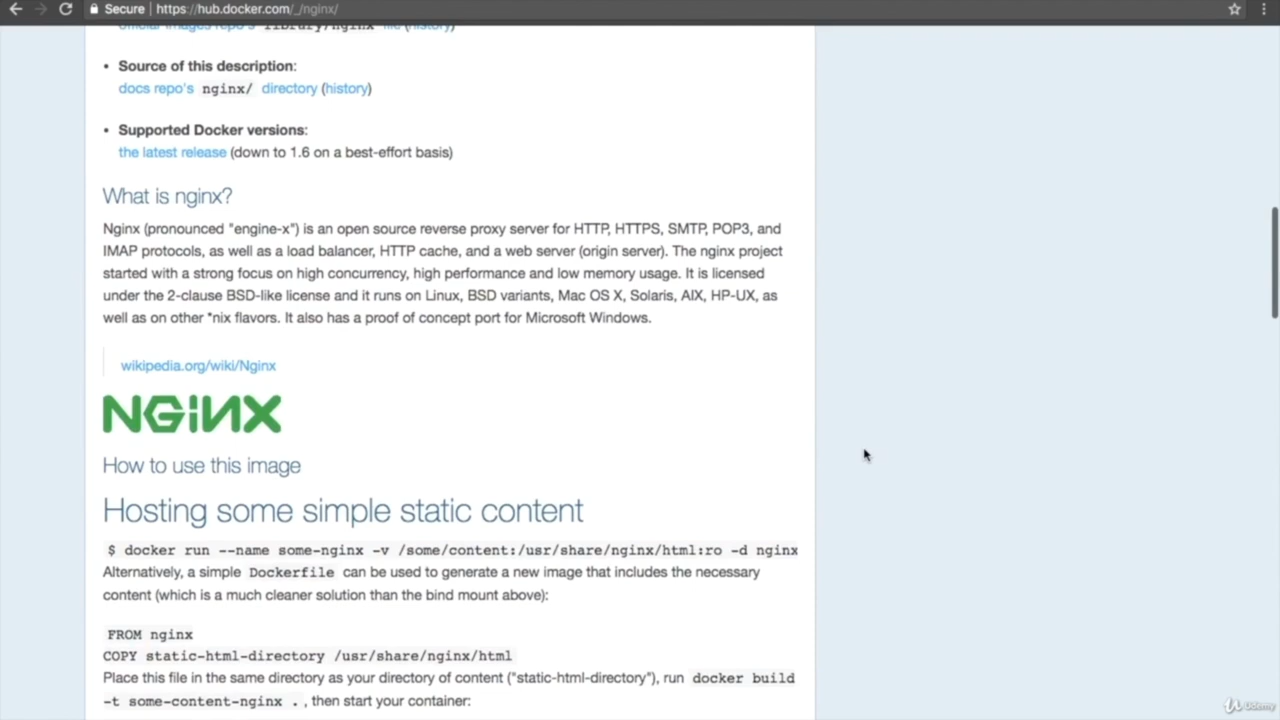 Secure | https://hub.docker.com/_/nginx/
official images repo's library/nginx file (history)
• Source of this description:
docs repo's nginx/ directory (history)
• Supported Docker versions:
the latest release (down to 1.6 on a best-effort basis)
What is nginx?
Nginx (pronounced "engine-x") is an open source reverse proxy server for HTTP, HTTPS, SMTP, POP3, and
IMAP protocols, as well as a load balancer, HTTP cache, and a web server (origin server). The nginx project
started with a strong focus on high concurrency, high performance and low memory usage. It is licensed
under the 2-clause BSD-like license and it runs on Linux, BSD variants, Mac OS X, Solaris, AIX, HP-UX, as
well as on other *nix flavors. It also has a proof of concept port for Microsoft Windows.
wikipedia.org/wiki/Nginx
NGiNX
How to use this image
Hosting some simple static content
$ docker run --name some-nginx -v /some/content:/usr/share/nginx/html:ro -d nginx
Alternatively, a simple Dockerfile can be used to generate a new image that includes the necessary
content (which is a much cleaner solution than the bind mount above):
FROM nginx
COPY static-html-directory /usr/share/nginx/html
Place this file in the same directory as your directory of content ("static-html-directory"), run docker build
-t some-content-nginx . , then start your container:
Udemy